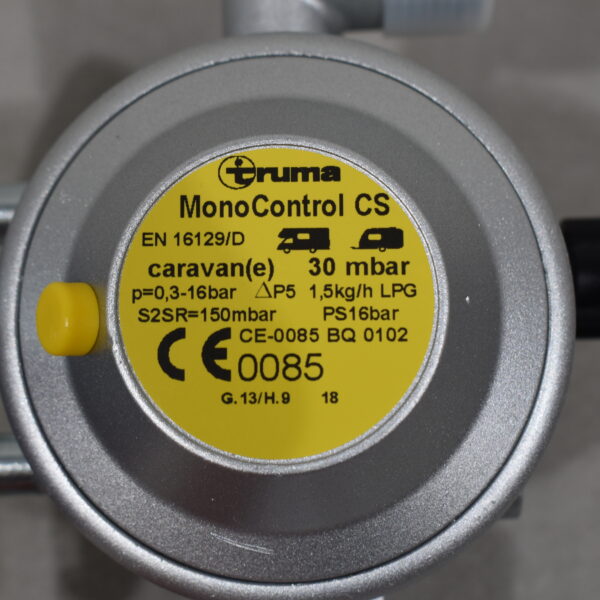 truma
MonoControl CS
EN 16129/D
caravan(e) 30 mbar
p=0,3-16bar △P5 1,5kg/h LPG
S2SR=150mbar PS16bar
CE CE-0085 BQ 0102
0085
G.13/H.9 18